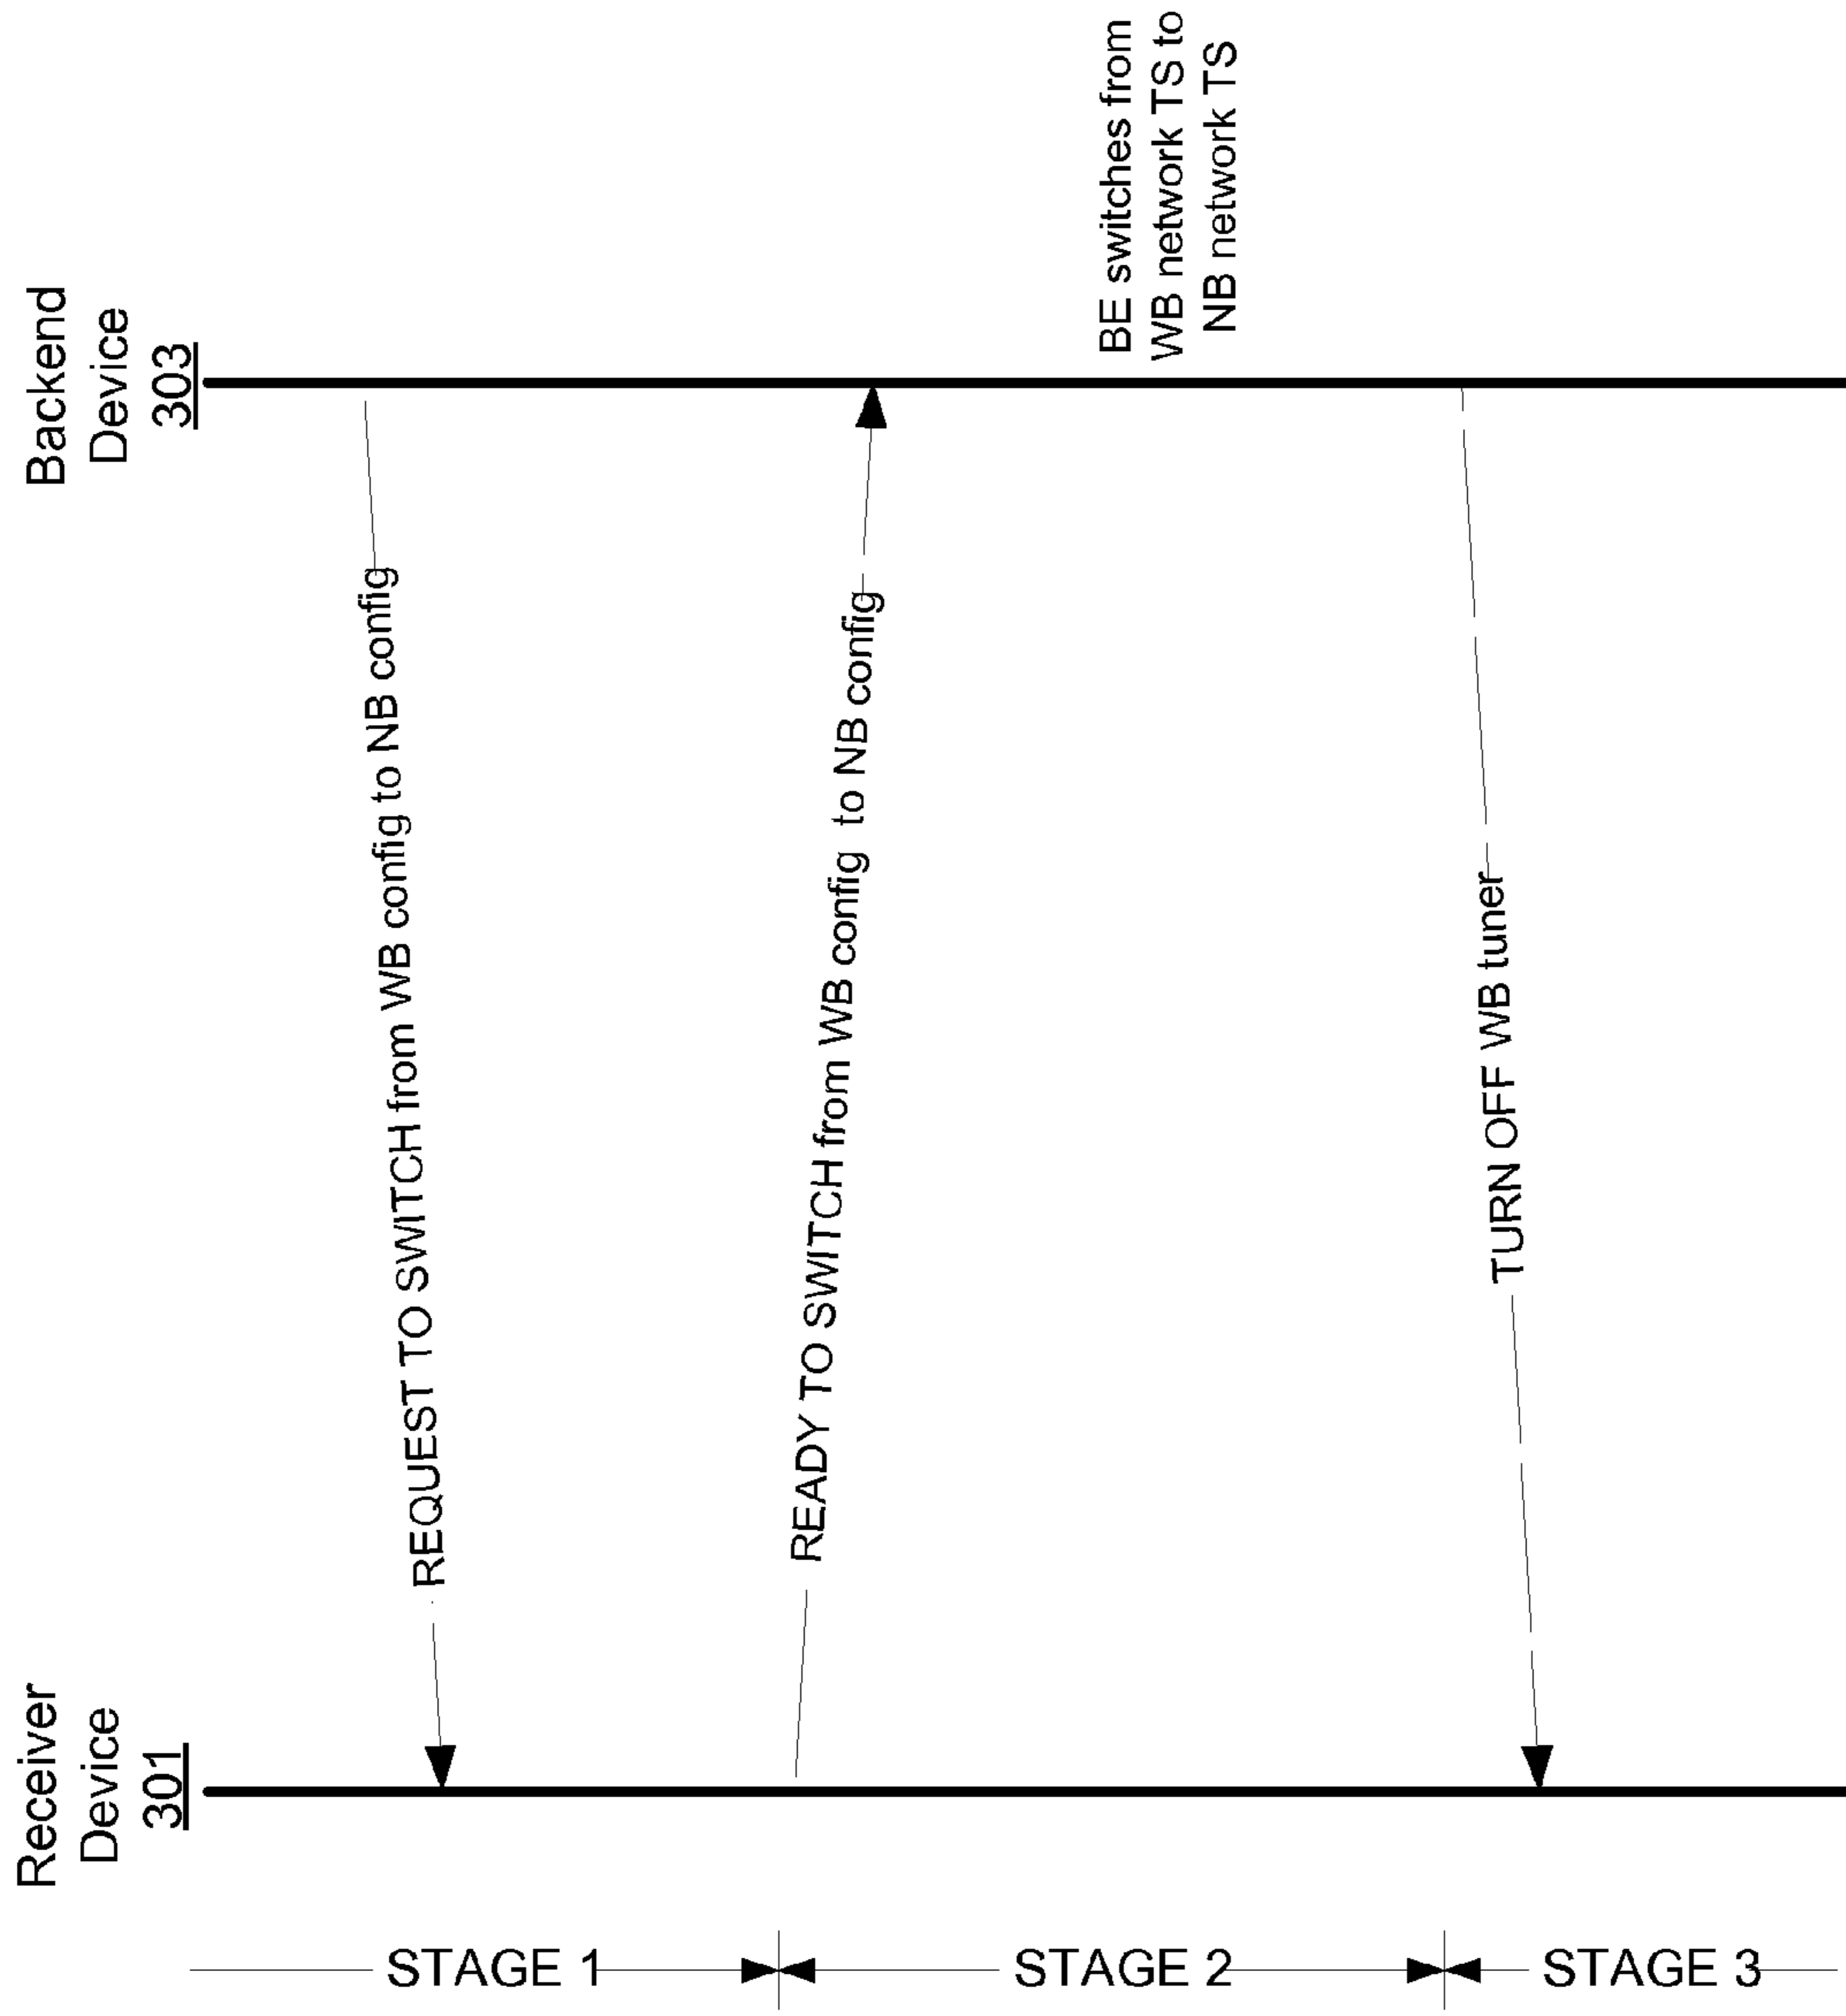 Receiver
Device
301
Backend
Device
303
REQUEST TO SWITCH from WB config to NB config
READY TO SWITCH from WB config to NB config
BE switches from
WB network TS to
NB network TS
TURN OFF WB tuner
STAGE 1
STAGE 2
STAGE 3